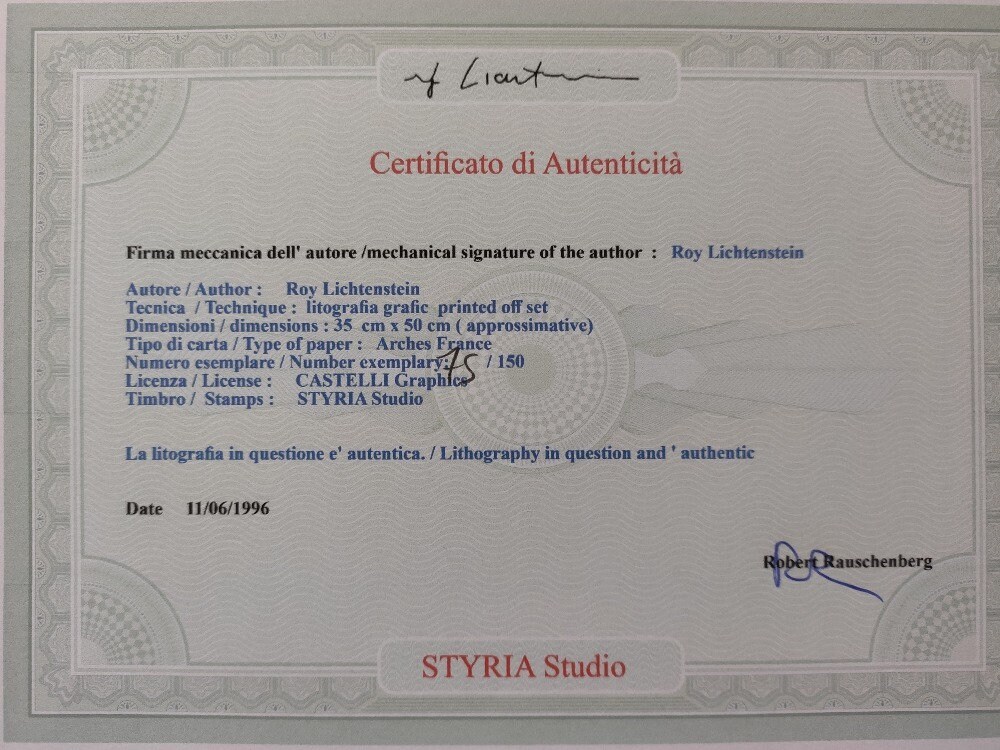 rf Lichtenstein
Certificato di Autenticità
Firma meccanica dell' autore /mechanical signature of the author : Roy Lichtenstein
Autore / Author : Roy Lichtenstein
Tecnica / Technique : litografia grafic printed off set
Dimensioni / dimensions : 35 cm x 50 cm ( approssimative)
Tipo di carta / Type of paper : Arches France
Numero esemplare / Number exemplary: 75 / 150
Licenza / License : CASTELLI Graphics
Timbro / Stamps : STYRIA Studio
La litografia in questione e' autentica. / Lithography in question and ' authentic
Date 11/06/1996
Robert Rauschenberg
STYRIA Studio